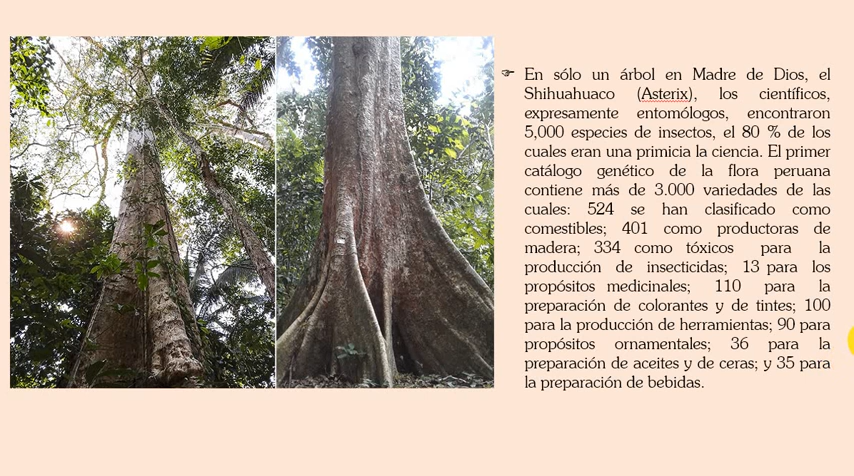 ☞ En sólo un árbol en Madre de Dios, el
Shihuahuaco (Asterix), los científicos,
expresamente entomólogos, encontraron
5,000 especies de insectos, el 80 % de los
cuales eran una primicia la ciencia. El primer
catálogo genético de la flora peruana
contiene más de 3.000 variedades de las
cuales: 524 se han clasificado como
comestibles; 401 como productoras de
madera; 334 como tóxicos para la
producción de insecticidas; 13 para los
propósitos medicinales; 110 para la
preparación de colorantes y de tintes; 100
para la producción de herramientas; 90 para
propósitos ornamentales; 36 para la
preparación de aceites y de ceras; y 35 para
la preparación de bebidas.